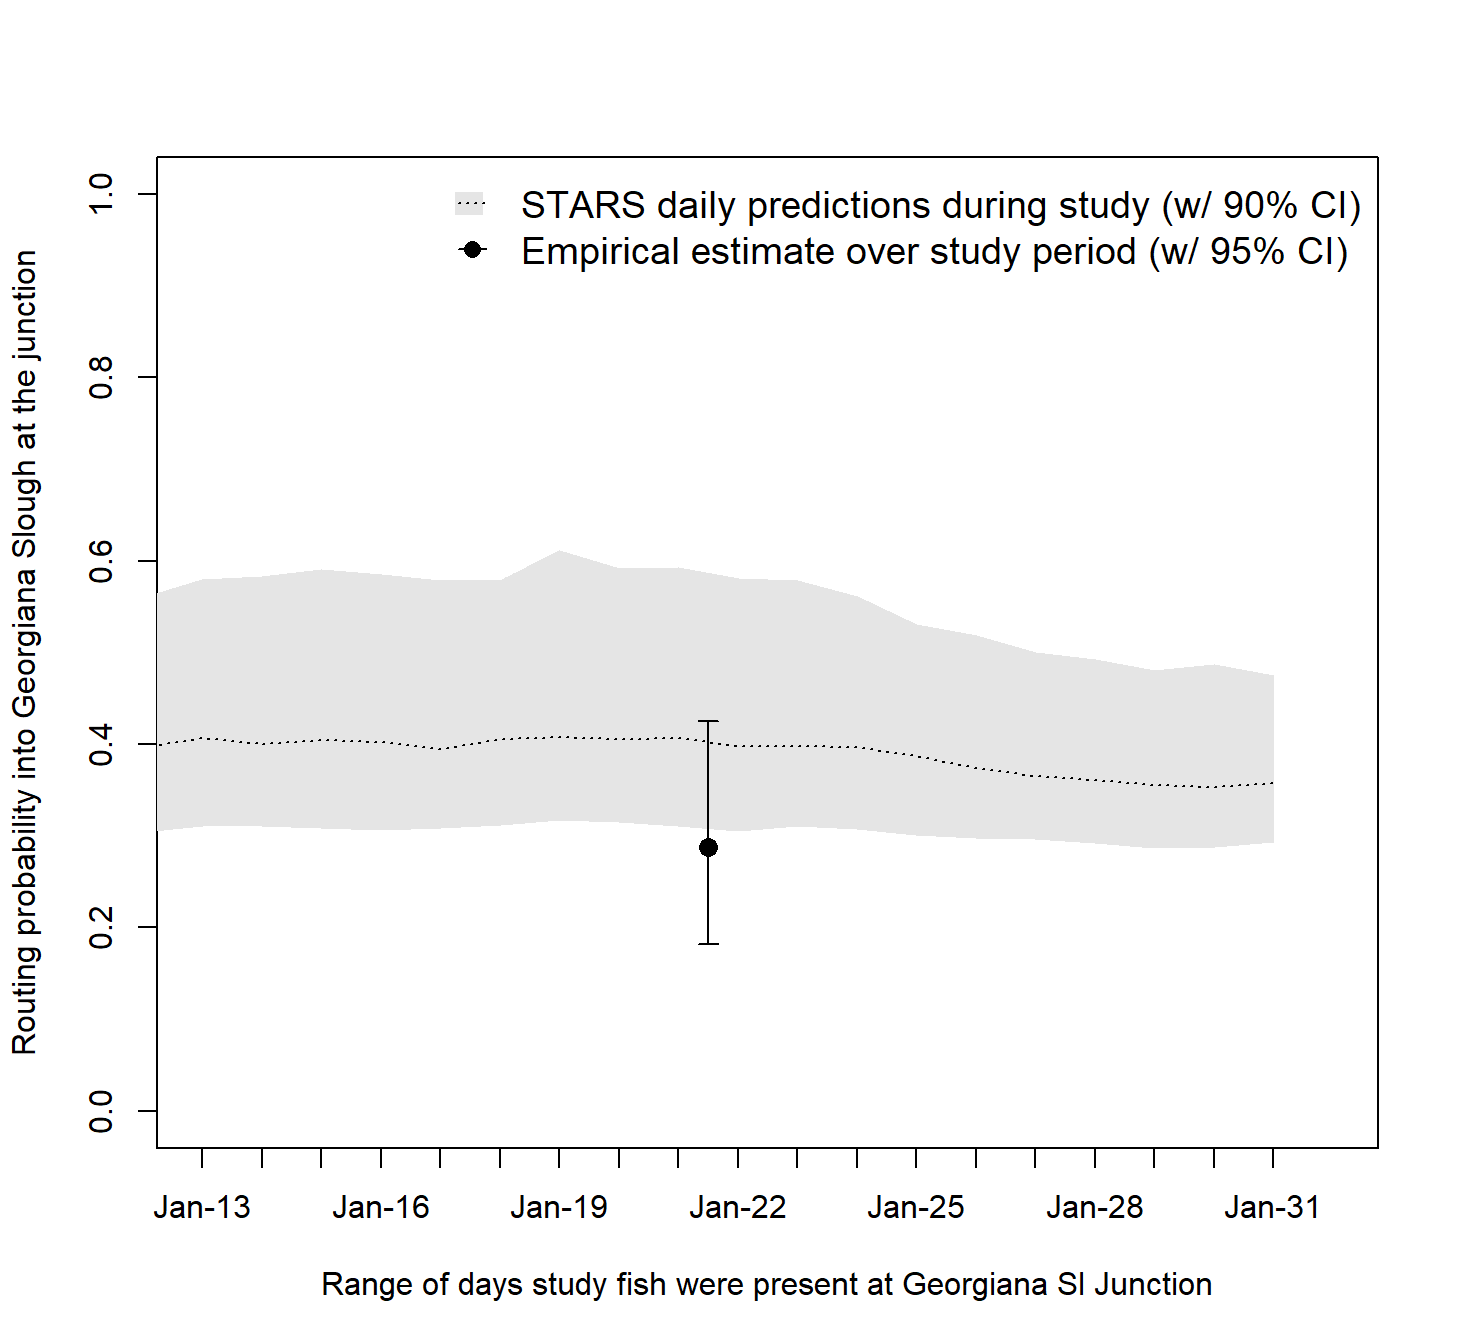 STARS daily predictions during study (w/ 90% CI)
Empirical estimate over study period (w/ 95% CI)
Routing probability into Georgiana Slough at the junction
1.0
0.8
0.6
0.4
0.2
0.0
Jan-13 Jan-16 Jan-19 Jan-22 Jan-25 Jan-28 Jan-31
Range of days study fish were present at Georgiana Sl Junction